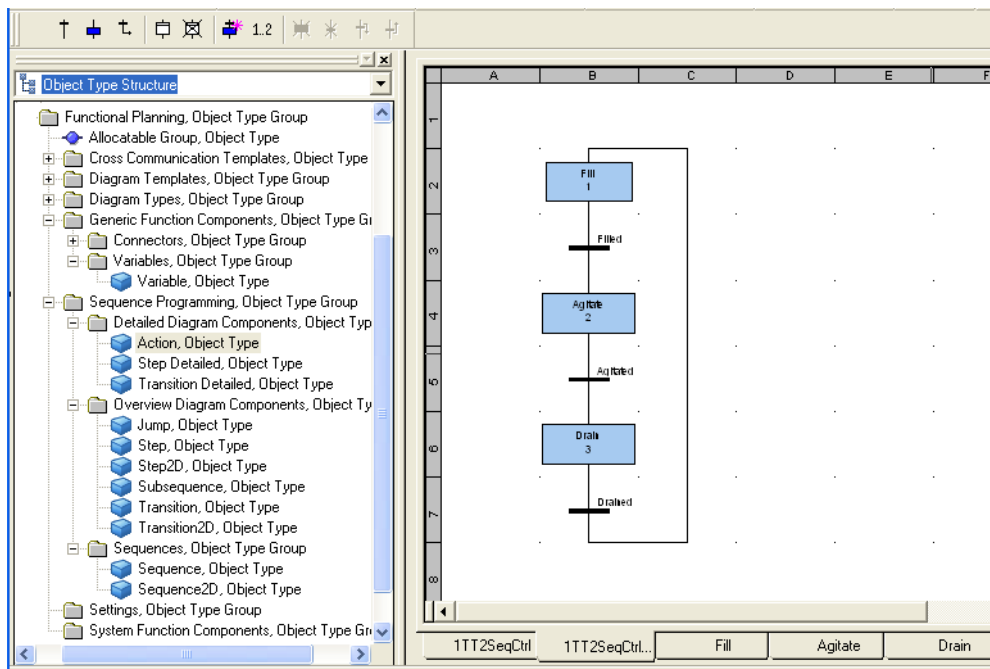 1..2
Object Type Structure
Functional Planning, Object Type Group
Allocatable Group, Object Type
Cross Communication Templates, Object Type
Diagram Templates, Object Type Group
Diagram Types, Object Type Group
Generic Function Components, Object Type Gr
Connectors, Object Type Group
Variables, Object Type Group
Variable, Object Type
Sequence Programming, Object Type Group
Detailed Diagram Components, Object Typ
Action, Object Type
Step Detailed, Object Type
Transition Detailed, Object Type
Overview Diagram Components, Object Ty
Jump, Object Type
Step, Object Type
Step2D, Object Type
Subsequence, Object Type
Transition, Object Type
Transition2D, Object Type
Sequences, Object Type Group
Sequence, Object Type
Sequence2D, Object Type
Settings, Object Type Group
System Function Components, Object Type Gr
A B C D E F
1
2
3
4
5
6
7
8
Fill
1
Filled
Agitate
2
Agitated
Drain
3
Drained
1TT2SeqCtrl 1TT2SeqCtrl... Fill Agitate Drain